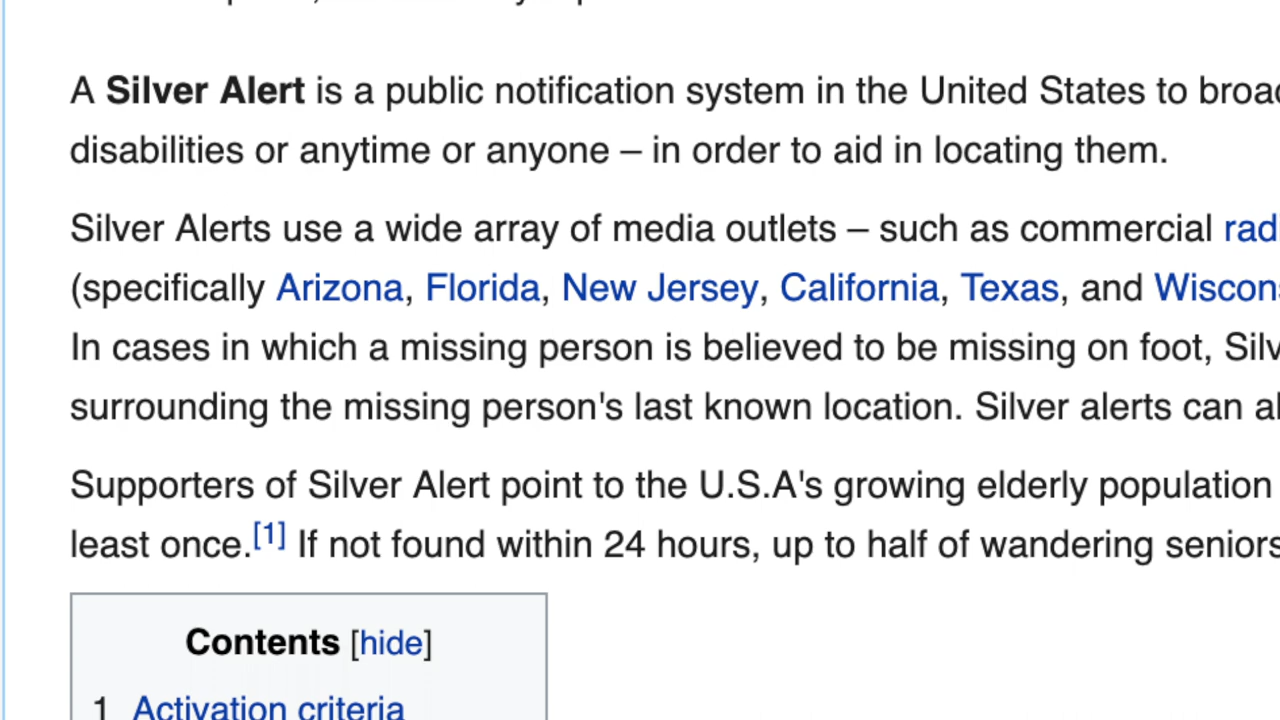 A Silver Alert is a public notification system in the United States to
disabilities or anytime or anyone – in order to aid in locating them.
Silver Alerts use a wide array of media outlets – such as commercial
(specifically Arizona, Florida, New Jersey, California, Texas, and
In cases in which a missing person is believed to be missing on foot,
surrounding the missing person's last known location. Silver alerts can
Supporters of Silver Alert point to the U.S.A's growing elderly population
least once.[1] If not found within 24 hours, up to half of wandering seniors
Contents [hide]
1 Activation criteria